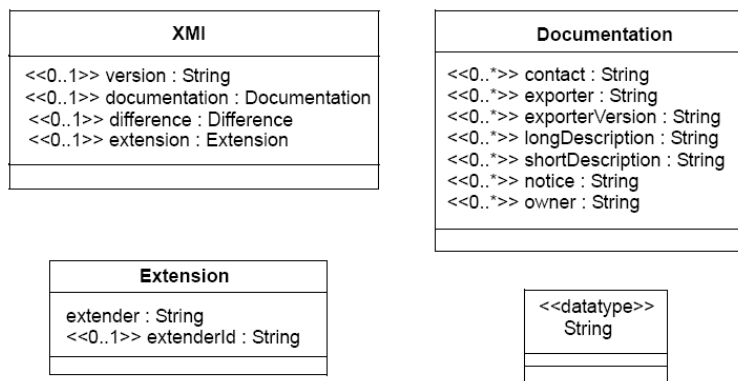 XMI
<<0..1>> version : String
<<0..1>> documentation : Documentation
<<0..1>> difference : Difference
<<0..1>> extension : Extension
Documentation
<<0..*>> contact : String
<<0..*>> exporter : String
<<0..*>> exporterVersion : String
<<0..*>> longDescription : String
<<0..*>> shortDescription : String
<<0..*>> notice : String
<<0..*>> owner : String
Extension
extender : String
<<0..1>> extenderId : String
<<datatype>>
String